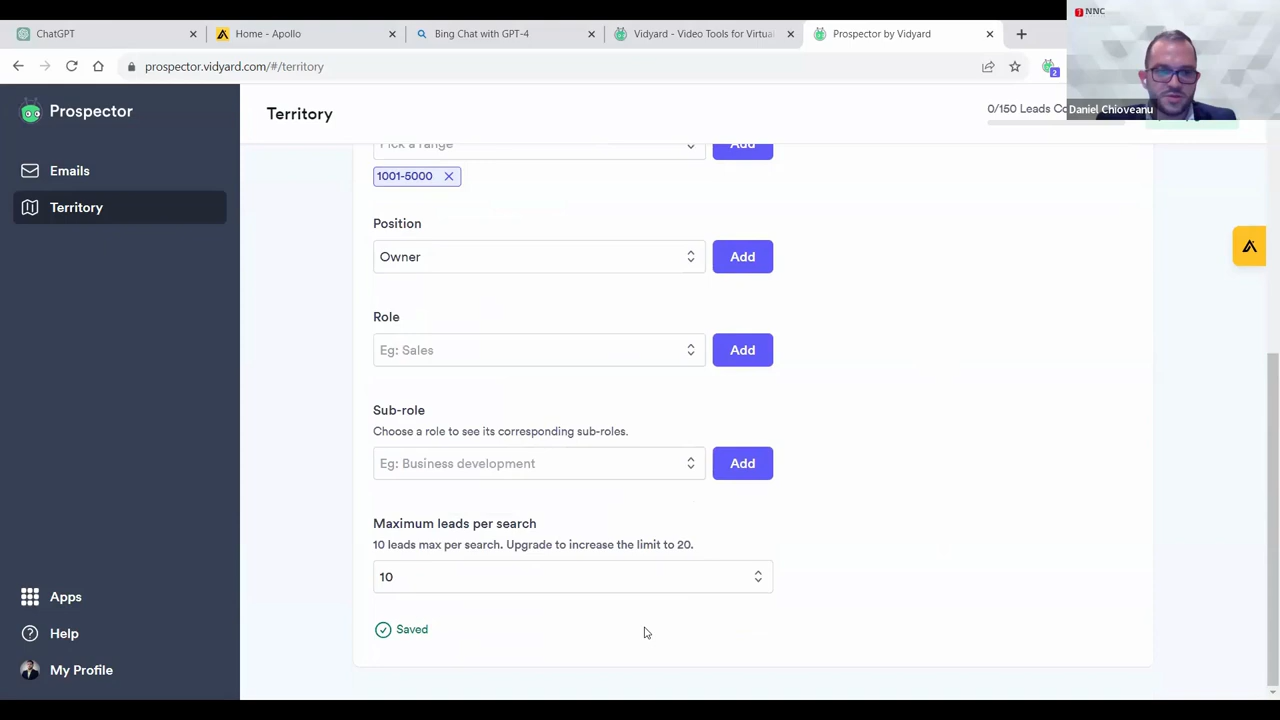 NNC
ChatGPT
Home - Apollo
Bing Chat with GPT-4
Vidyard - Video Tools for Virtual
Prospector by Vidyard
prospector.vidyard.com/#/territory
2
Daniel Chioveanu
Prospector
Territory
0/150 Leads Co
Emails
Territory
Pick a range
Add
1001-5000
Position
Owner
Add
Role
Eg: Sales
Add
Sub-role
Choose a role to see its corresponding sub-roles.
Eg: Business development
Add
Maximum leads per search
10 leads max per search. Upgrade to increase the limit to 20.
10
Saved
Apps
Help
My Profile